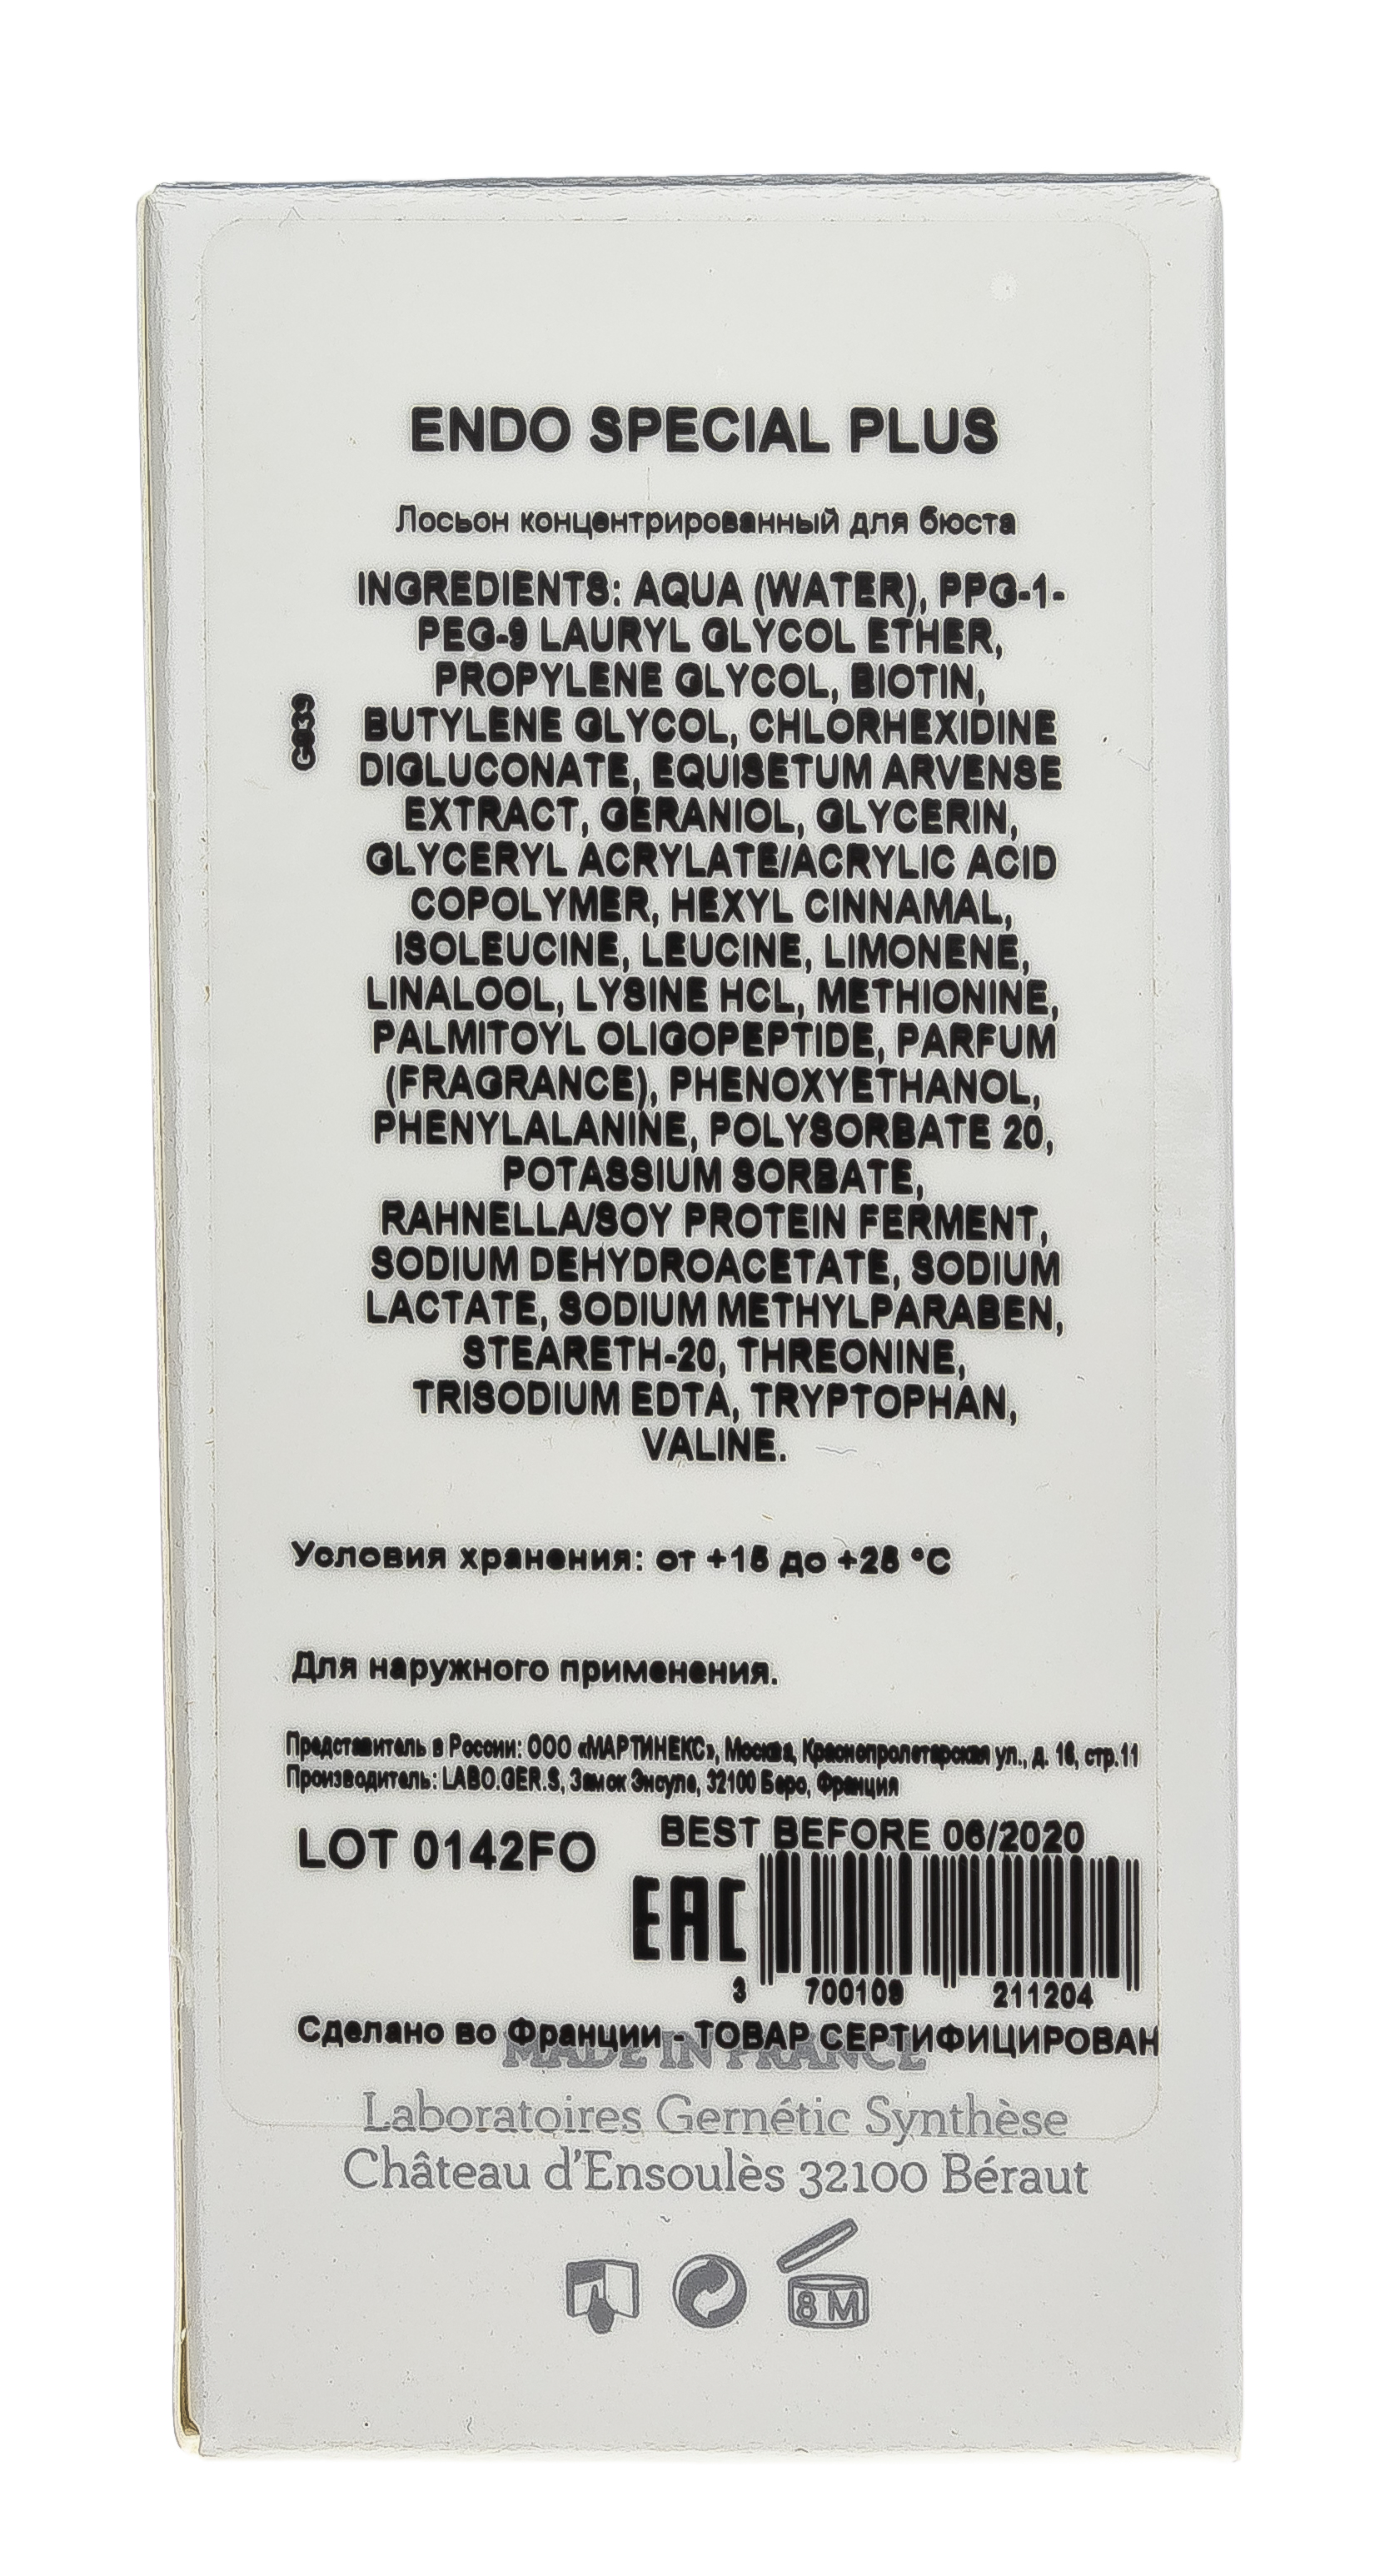 ENDO SPECIAL PLUS
Лосьон концентрированный для бюста
INGREDIENTS: AQUA (WATER), PPG-1-
PEG-9 LAURYL GLYCOL ETHER,
PROPYLENE GLYCOL, BIOTIN,
BUTYLENE GLYCOL, CHLORHEXIDINE
DIGLUCONATE, EQUISETUM ARVENSE
EXTRACT, GERANIOL, GLYCERIN,
GLYCERYL ACRYLATE/ACRYLIC ACID
COPOLYMER, HEXYL CINNAMAL,
ISOLEUCINE, LEUCINE, LIMONENE,
LINALOOL, LYSINE HCL, METHIONINE,
PALMITOYL OLIGOPEPTIDE, PARFUM
(FRAGRANCE), PHENOXYETHANOL,
PHENYLALANINE, POLYSORBATE 20,
POTASSIUM SORBATE,
RAHNELLA/SOY PROTEIN FERMENT,
SODIUM DEHYDROACETATE, SODIUM
LACTATE, SODIUM METHYLPARABEN,
STEARETH-20, THREONINE,
TRISODIUM EDTA, TRYPTOPHAN,
VALINE.
Условия хранения: от +15 до +25 °C
Для наружного применения.
Представитель в России: ООО «МАРТИНЕКС», Москва, Краснопролетарская ул., д. 16, стр.11
Производитель: LABO.GER.S, Замок Энсуле, 32100 Беро, Франция
LOT 0142FO
BEST BEFORE 06/2020
EAC
3 700109 211204
Сделано во Франции - ТОВАР СЕРТИФИЦИРОВАН
MADE IN FRANCE
Laboratoires Gernétic Synthèse
Château d'Ensoulès 32100 Béraut
8 M